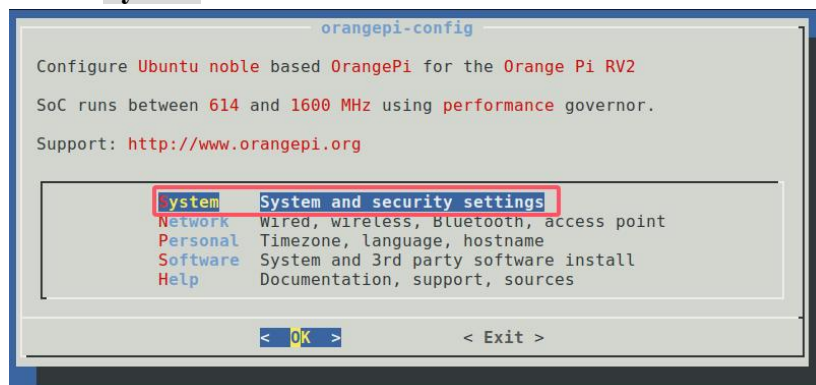 orangepi-config
Configure Ubuntu noble based OrangePi for the Orange Pi RV2
SoC runs between 614 and 1600 MHz using performance governor.
Support: http://www.orangepi.org
System System and security settings
Network Wired, wireless, Bluetooth, access point
Personal Timezone, language, hostname
Software System and 3rd party software install
Help Documentation, support, sources
< OK > < Exit >